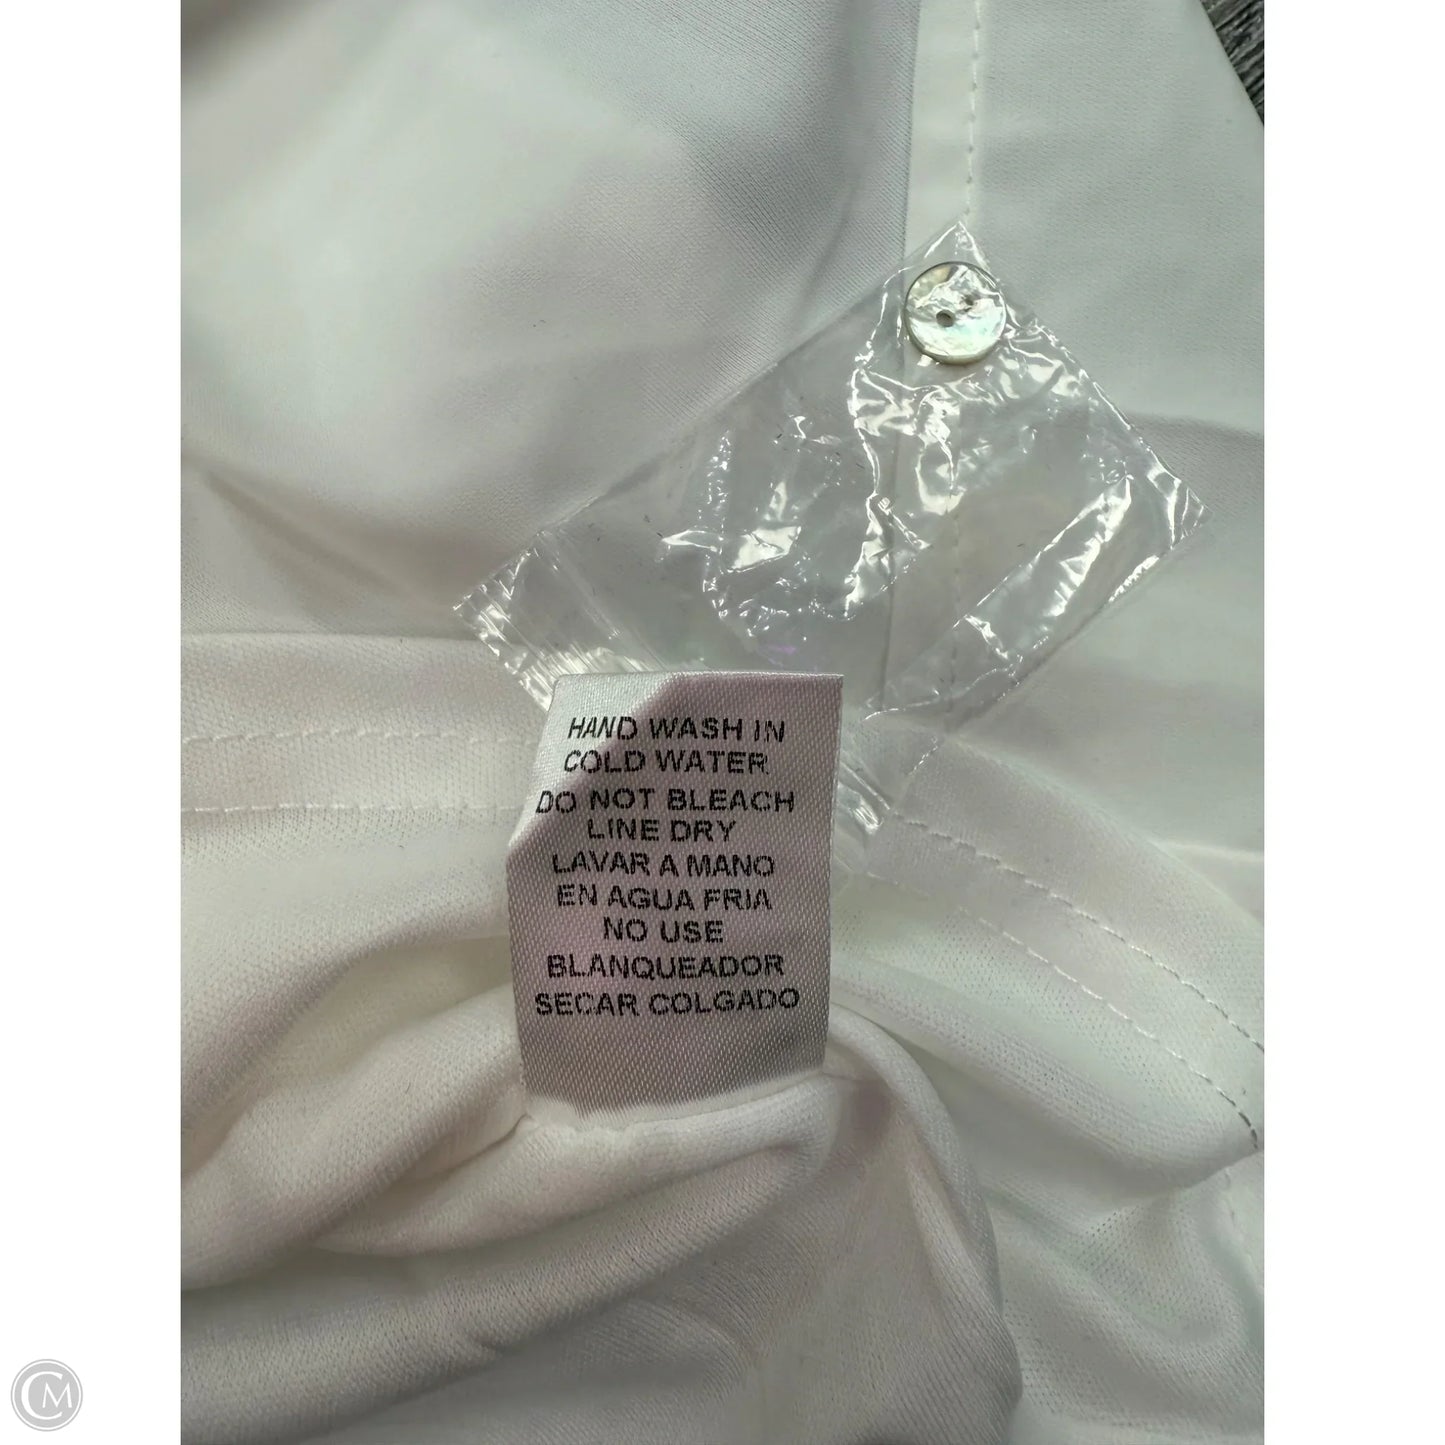 HAND WASH IN
COLD WATER
DO NOT BLEACH
LINE DRY
LAVAR A MANO
EN AGUA FRIA
NO USE
BLANQUEADOR
SECAR COLGADO
CM